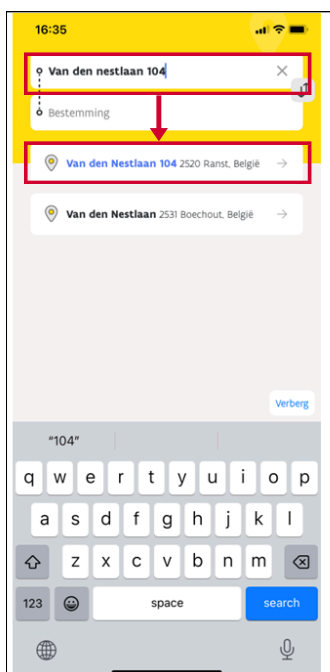 16:35
Van den nestlaan 104
Bestemming
Van den Nestlaan 104 2520 Ranst, België
Van den Nestlaan 2531 Boechout, België
Verberg
"104"
q w e r t y u i o p
a s d f g h j k l
z x c v b n m
123 space search